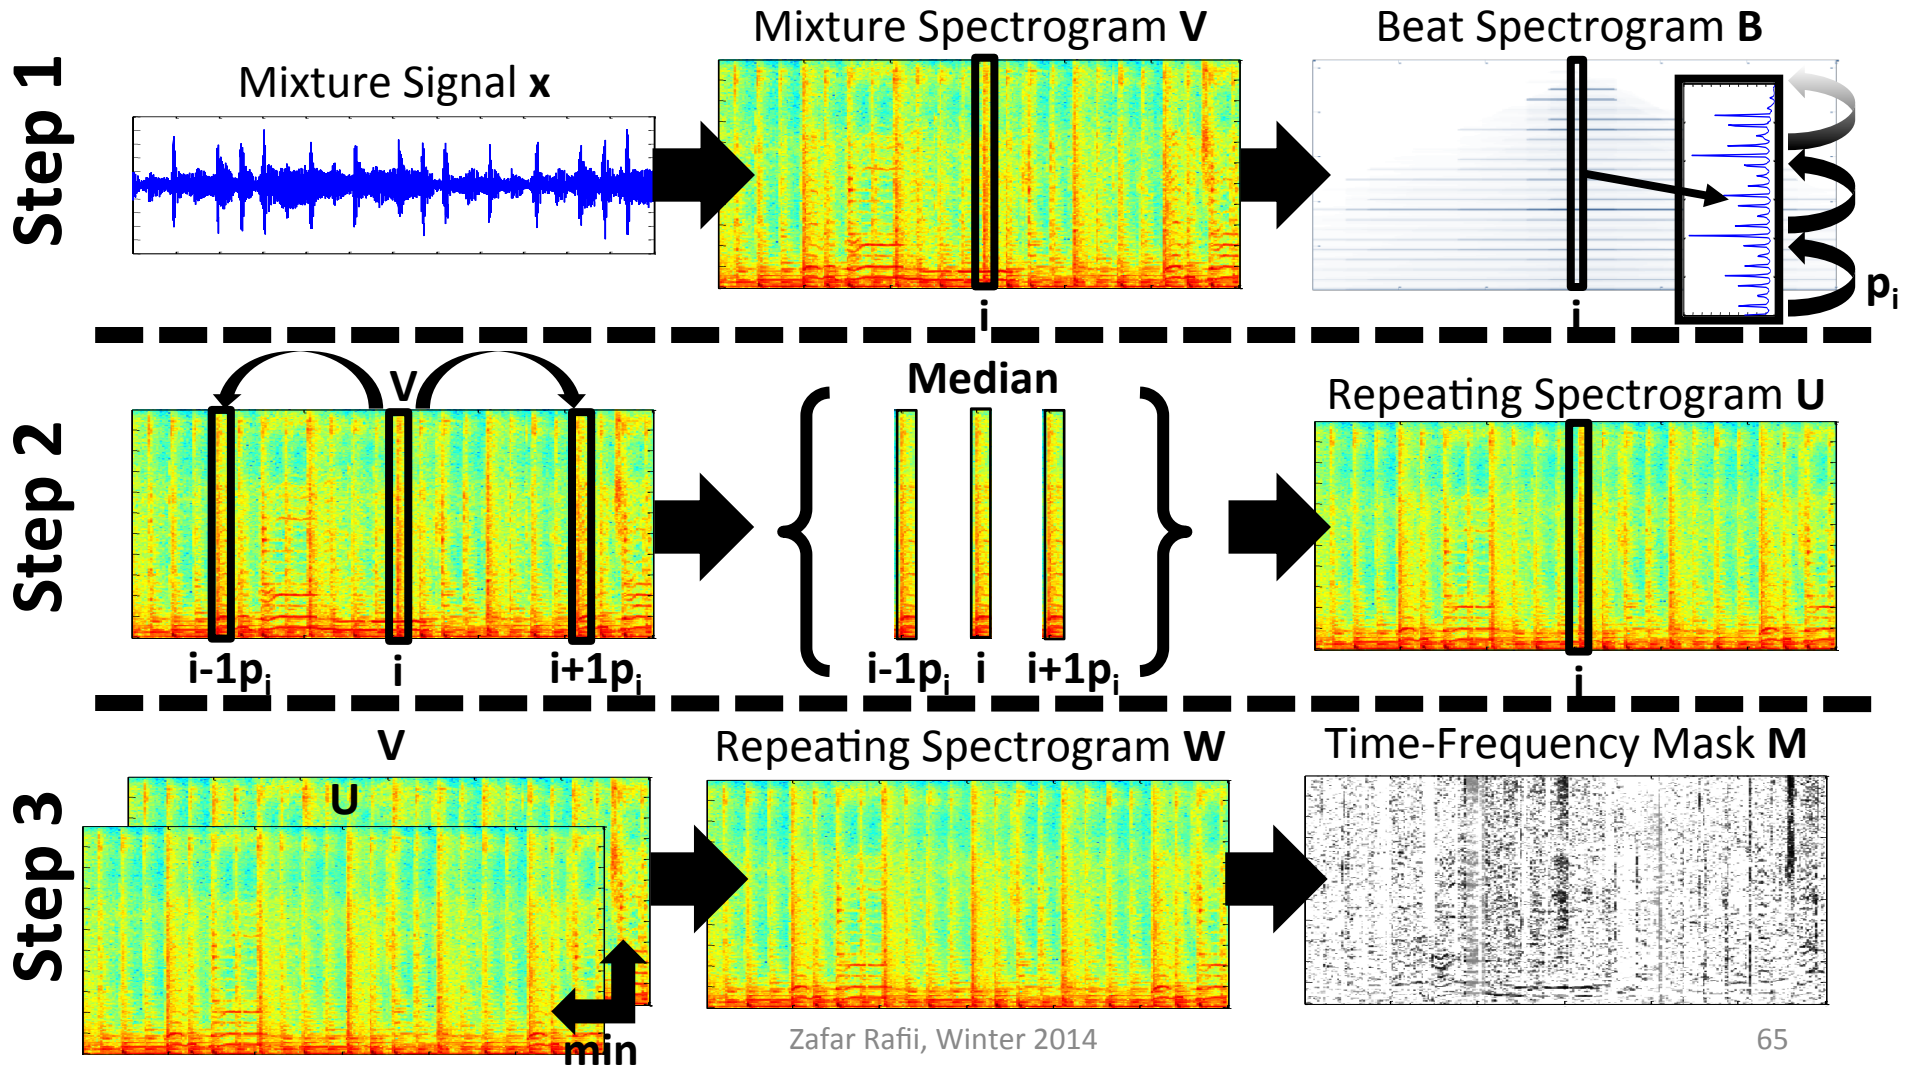 Step 1
Mixture Signal x
Mixture Spectrogram V
i
Beat Spectrogram B
i
pᵢ
Step 2
V
i-1pᵢ
i
i+1pᵢ
Median
i-1pᵢ i i+1pᵢ
Repeating Spectrogram U
i
Step 3
V
U
min
Repeating Spectrogram W
Time-Frequency Mask M
Zafar Rafii, Winter 2014
65